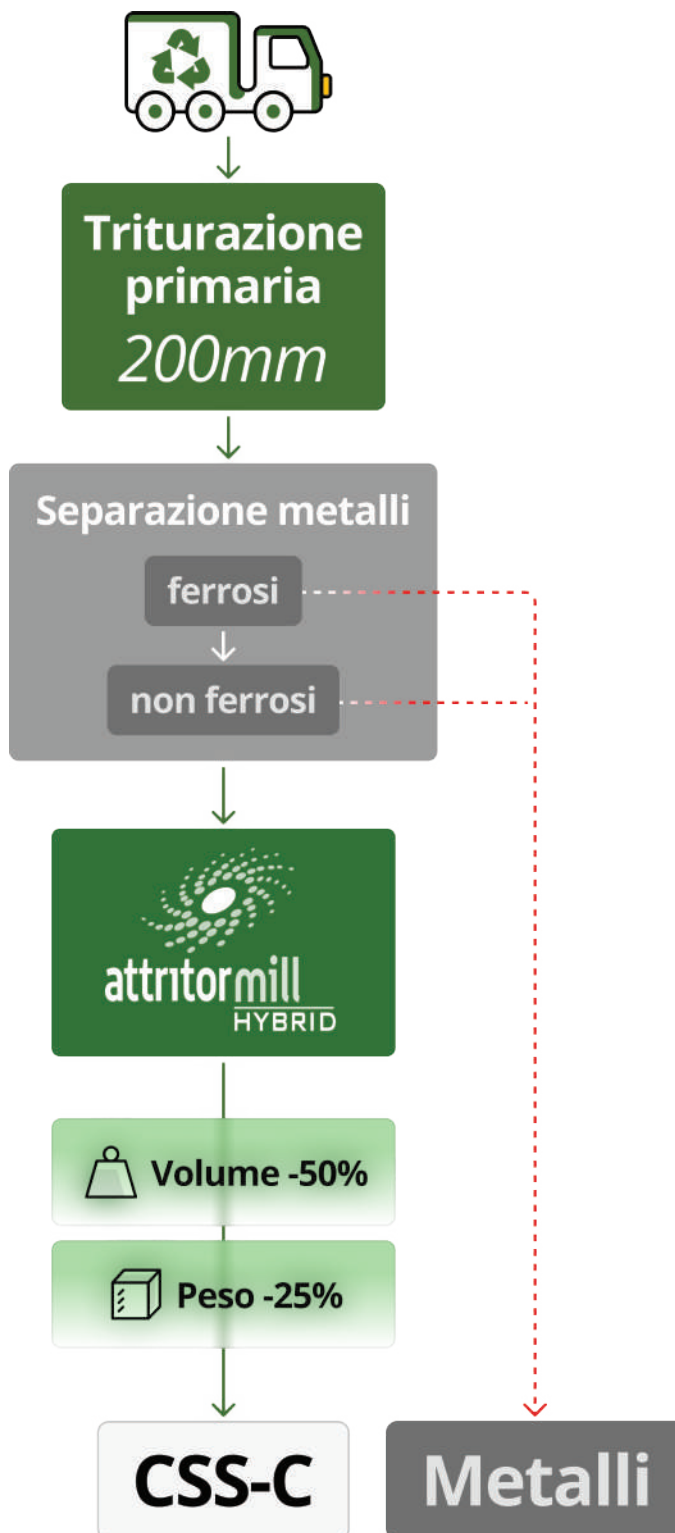 Triturazione
primaria
200mm
Separazione metalli
ferrosi
non ferrosi
attritormill
HYBRID
Volume -50%
Peso -25%
CSS-C
Metalli